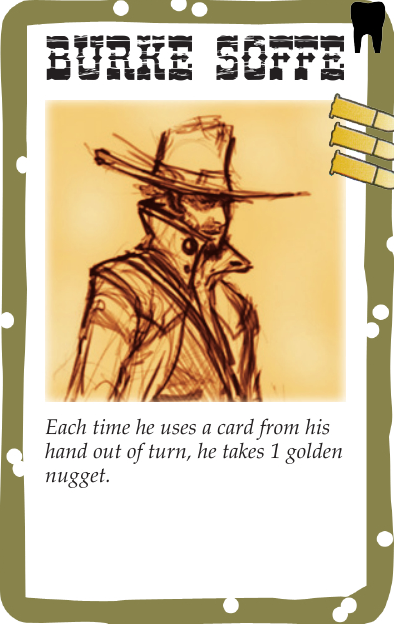 BURKE SOFFE
Each time he uses a card from his
hand out of turn, he takes 1 golden
nugget.